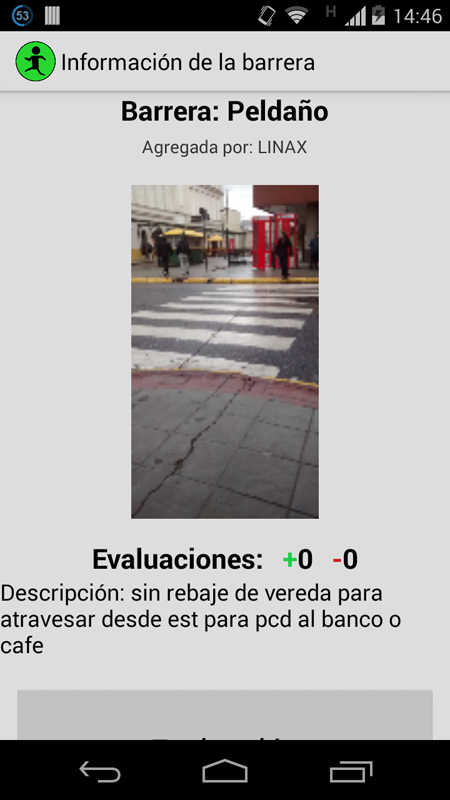 53
H
14:46
Información de la barrera
Barrera: Peldaño
Agregada por: LINAX
Evaluaciones: +0 -0
Descripción: sin rebaje de vereda para
atravesar desde est para pcd al banco o
cafe